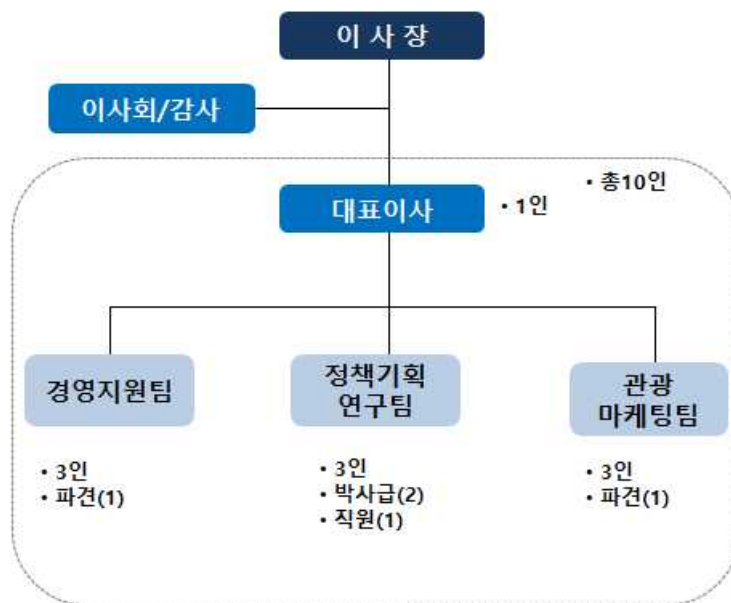 이 사 장
이사회/감사
• 총10인
대표이사
• 1인
경영지원팀
정책기획
연구팀
관광
마케팅팀
• 3인
• 파견(1)
• 3인
• 박사급(2)
• 직원(1)
• 3인
• 파견(1)